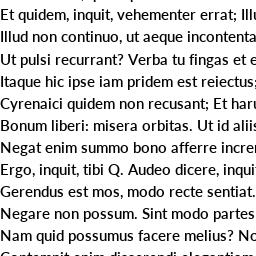 Et quidem, inquit, vehementer errat; Illu
Illud non continuo, ut aeque incontenta
Ut pulsi recurrant? Verba tu fingas et e
Itaque hic ipse iam pridem est reiectus;
Cyrenaici quidem non recusant; Et haru
Bonum liberi: misera orbitas. Ut id aliis
Negat enim summo bono afferre incre
Ergo, inquit, tibi Q. Audeo dicere, inqui
Gerendus est mos, modo recte sentiat.
Negare non possum. Sint modo partes
Nam quid possumus facere melius? No